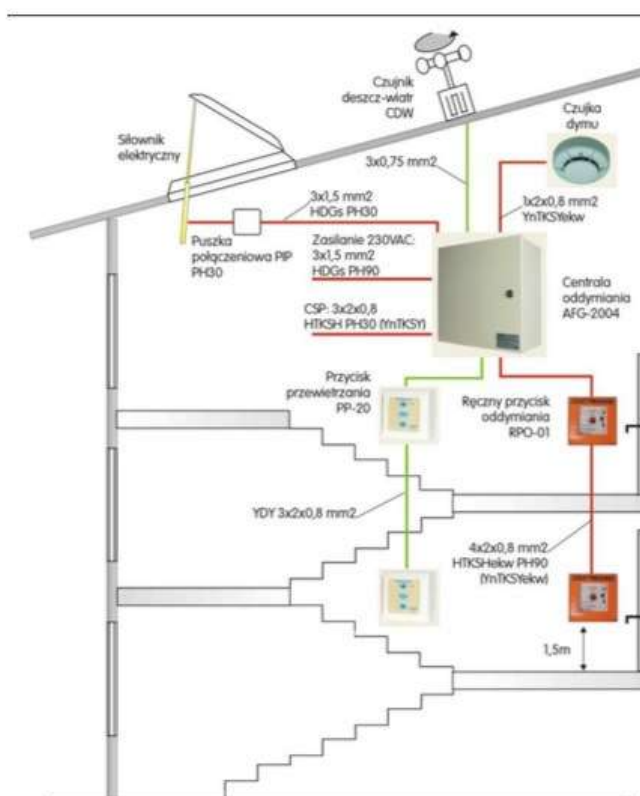 Czujnik
deszcz-wiatr
CDW
Czujka
dymu
Siłownik
elektryczny
3x0,75 mm2
3x1,5 mm2
HDGs PH30
1x2x0,8 mm2
YnTKSYekw
Puszka
połączeniowa PIP
PH30
Zasilanie 230VAC:
3x1,5 mm2
HDGs PH90
Centrala
oddymiania
AFG-2004
CSP: 3x2x0,8
HTKSH PH30 (YnTKSY)
Przycisk
przewietrzania
PP-20
Ręczny przycisk
oddymiania
RPO-01
YDY 3x2x0,8 mm2
4x2x0,8 mm2
HTKSHekw PH90
(YnTKSYekw)
1,5m